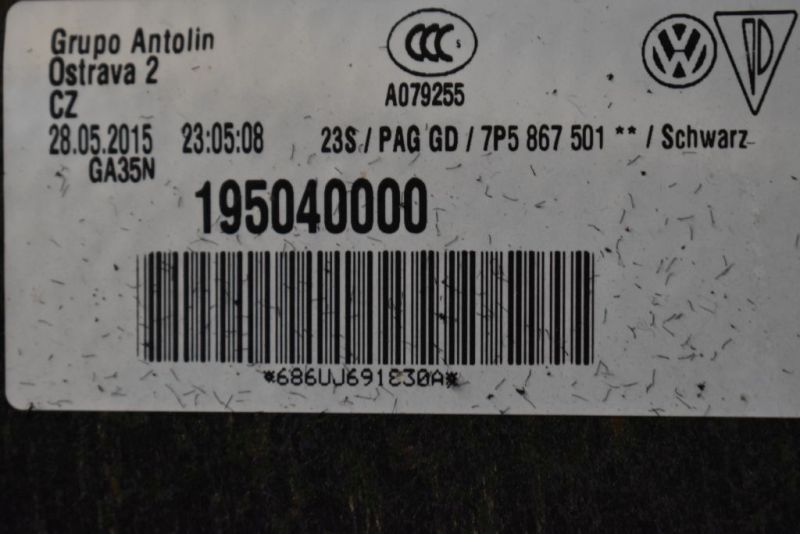 Grupo Antolin
Ostrava 2
CZ
CCC S
A079255
28.05.2015 23:05:08 23S / PAG GD / 7P5 867 501 ** / Schwarz
GA35N
195040000
*686UJ691830A*